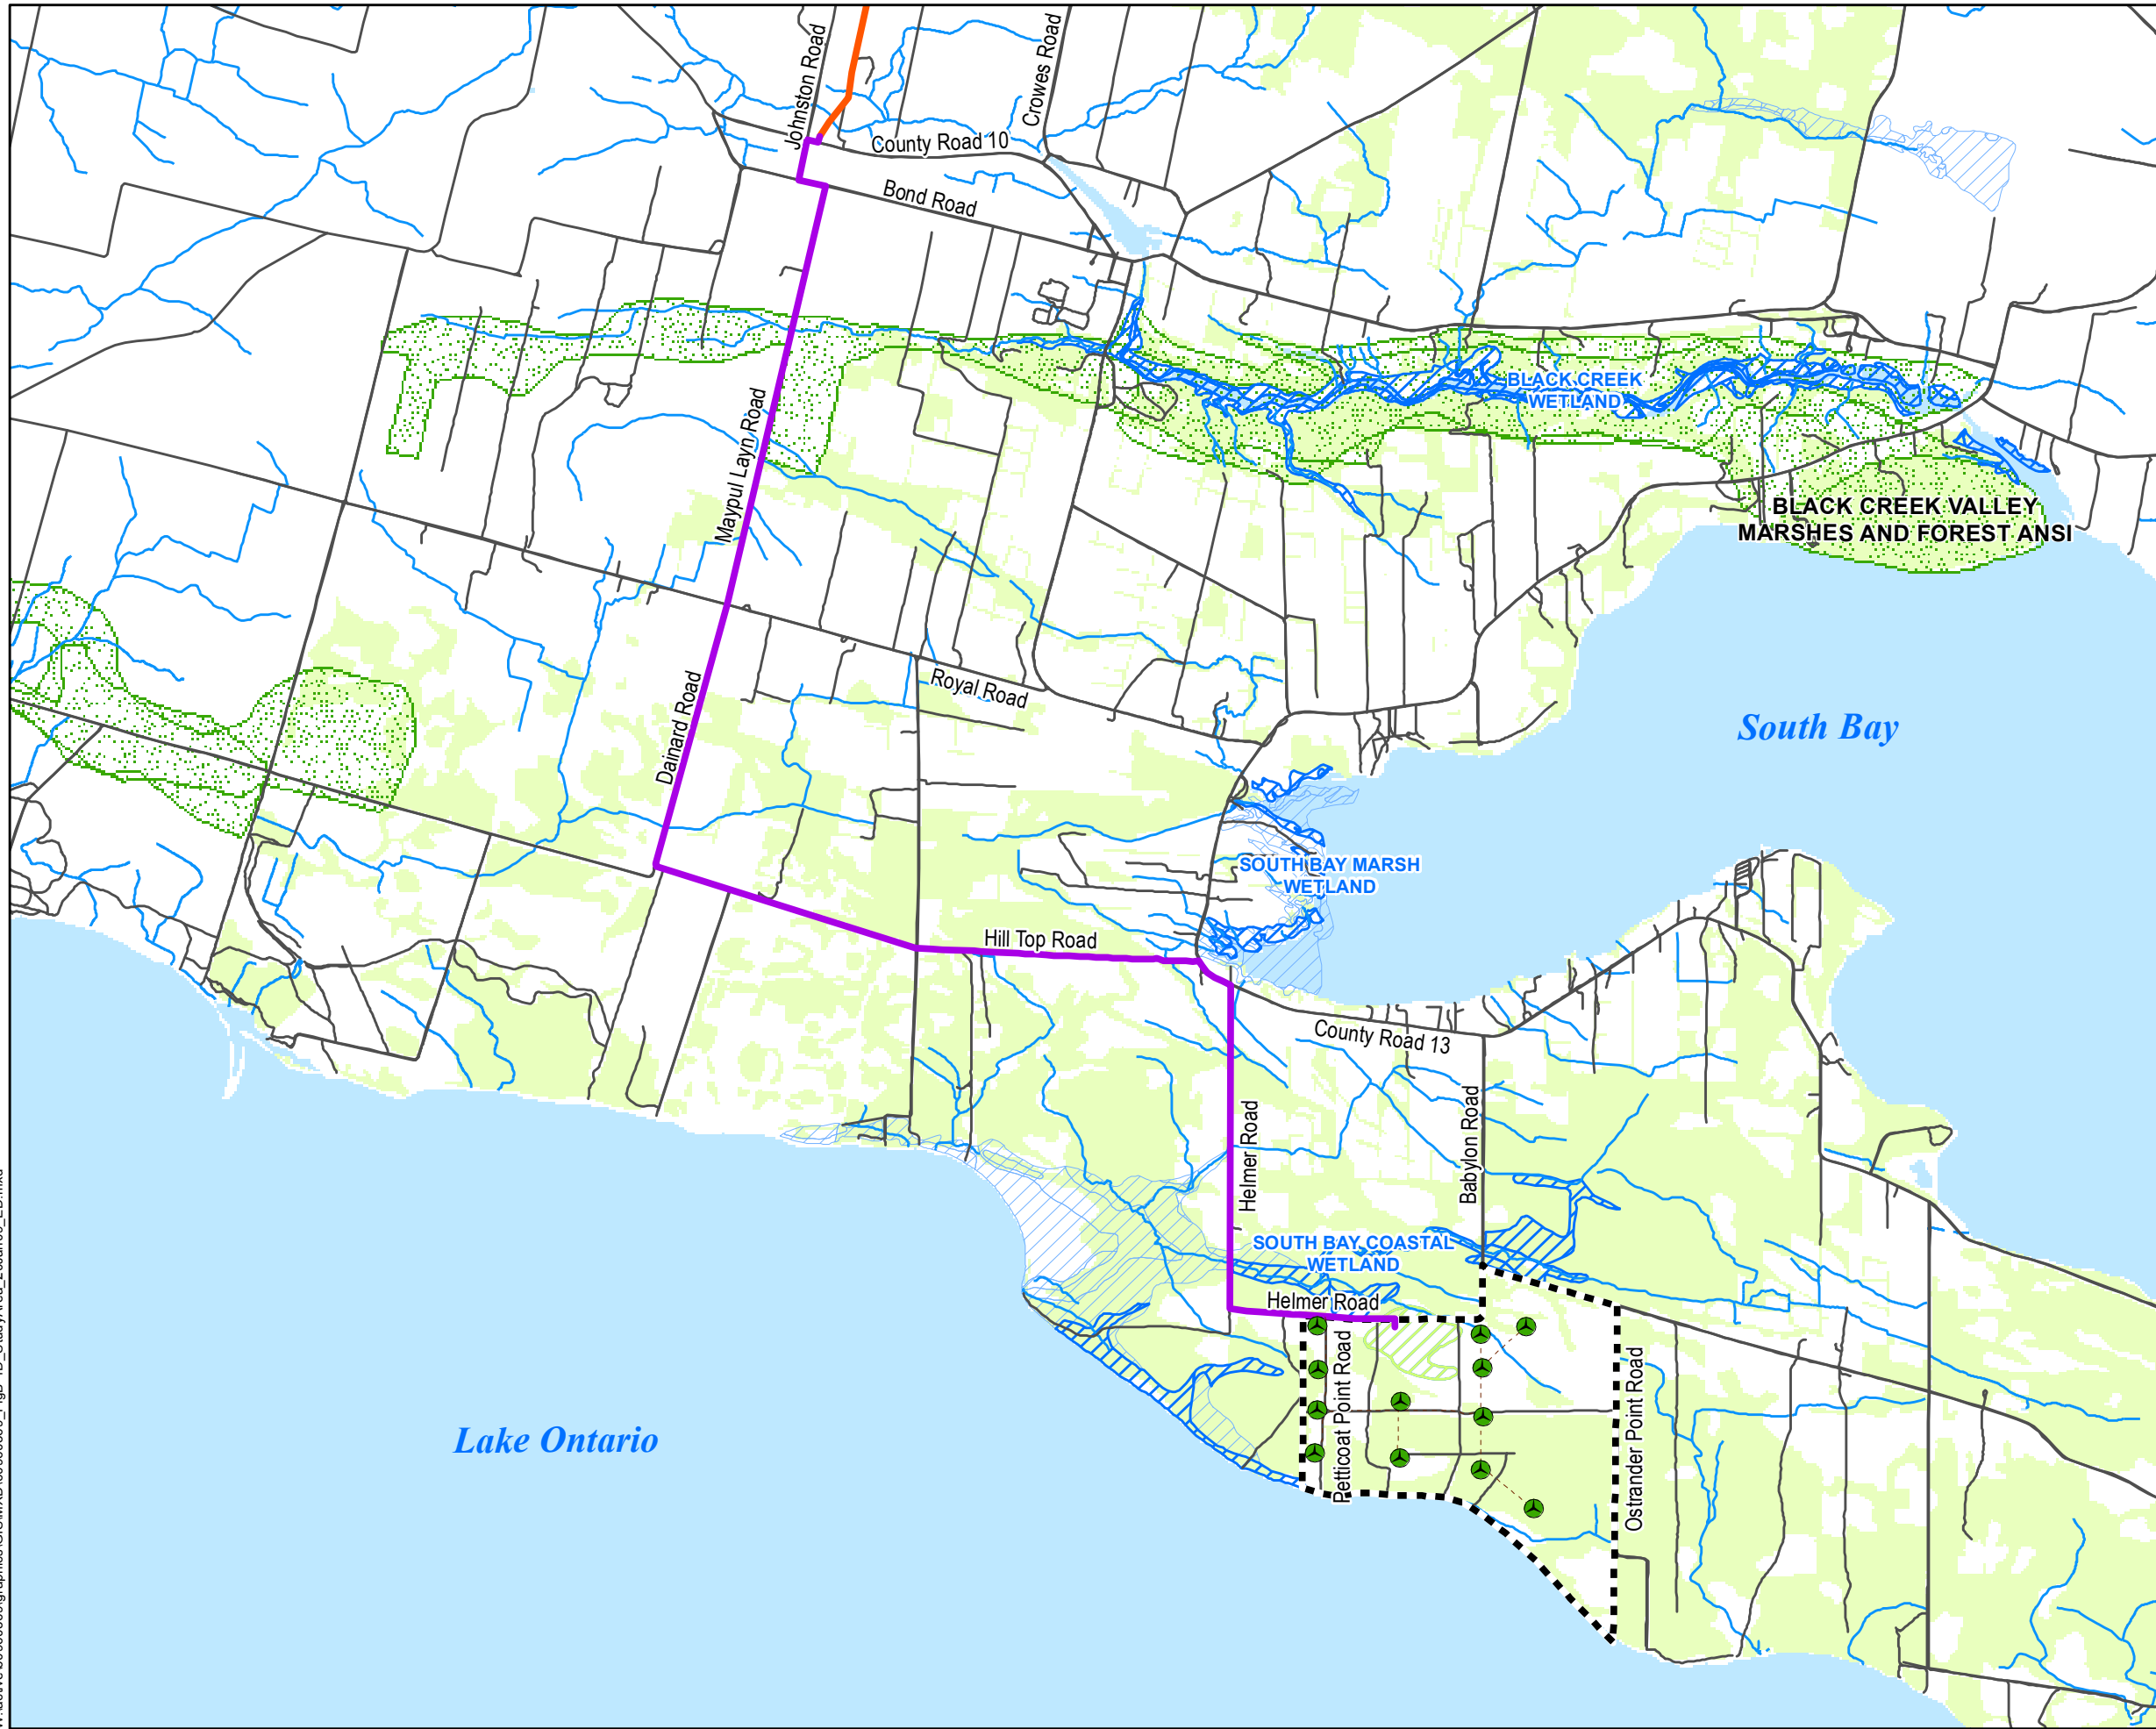 Johnston Road
Crowes Road
County Road 10
Bond Road
BLACK CREEK
WETLAND
Maypul Layn Road
BLACK CREEK VALLEY
MARSHES AND FOREST ANSI
Royal Road
Dainard Road
South Bay
SOUTH BAY MARSH
WETLAND
Hill Top Road
County Road 13
Helmer Road
Babylon Road
SOUTH BAY COASTAL
WETLAND
Helmer Road
Petticoat Point Road
Ostrander Point Road
Lake Ontario